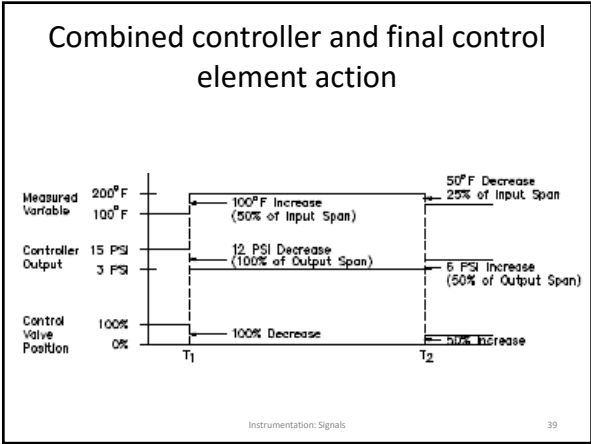 Combined controller and final control
element action
Measured
Variable
200°F
100°F
100°F Increase
(50% of Input Span)
50°F Decrease
25% of Input Span
Controller
Output
15 PSI
3 PSI
12 PSI Decrease
(100% of Output Span)
6 PSI Increase
(50% of Output Span)
Control
Valve
Position
100%
0%
100% Decrease
50% Increase
T1
T2
Instrumentation: Signals
39